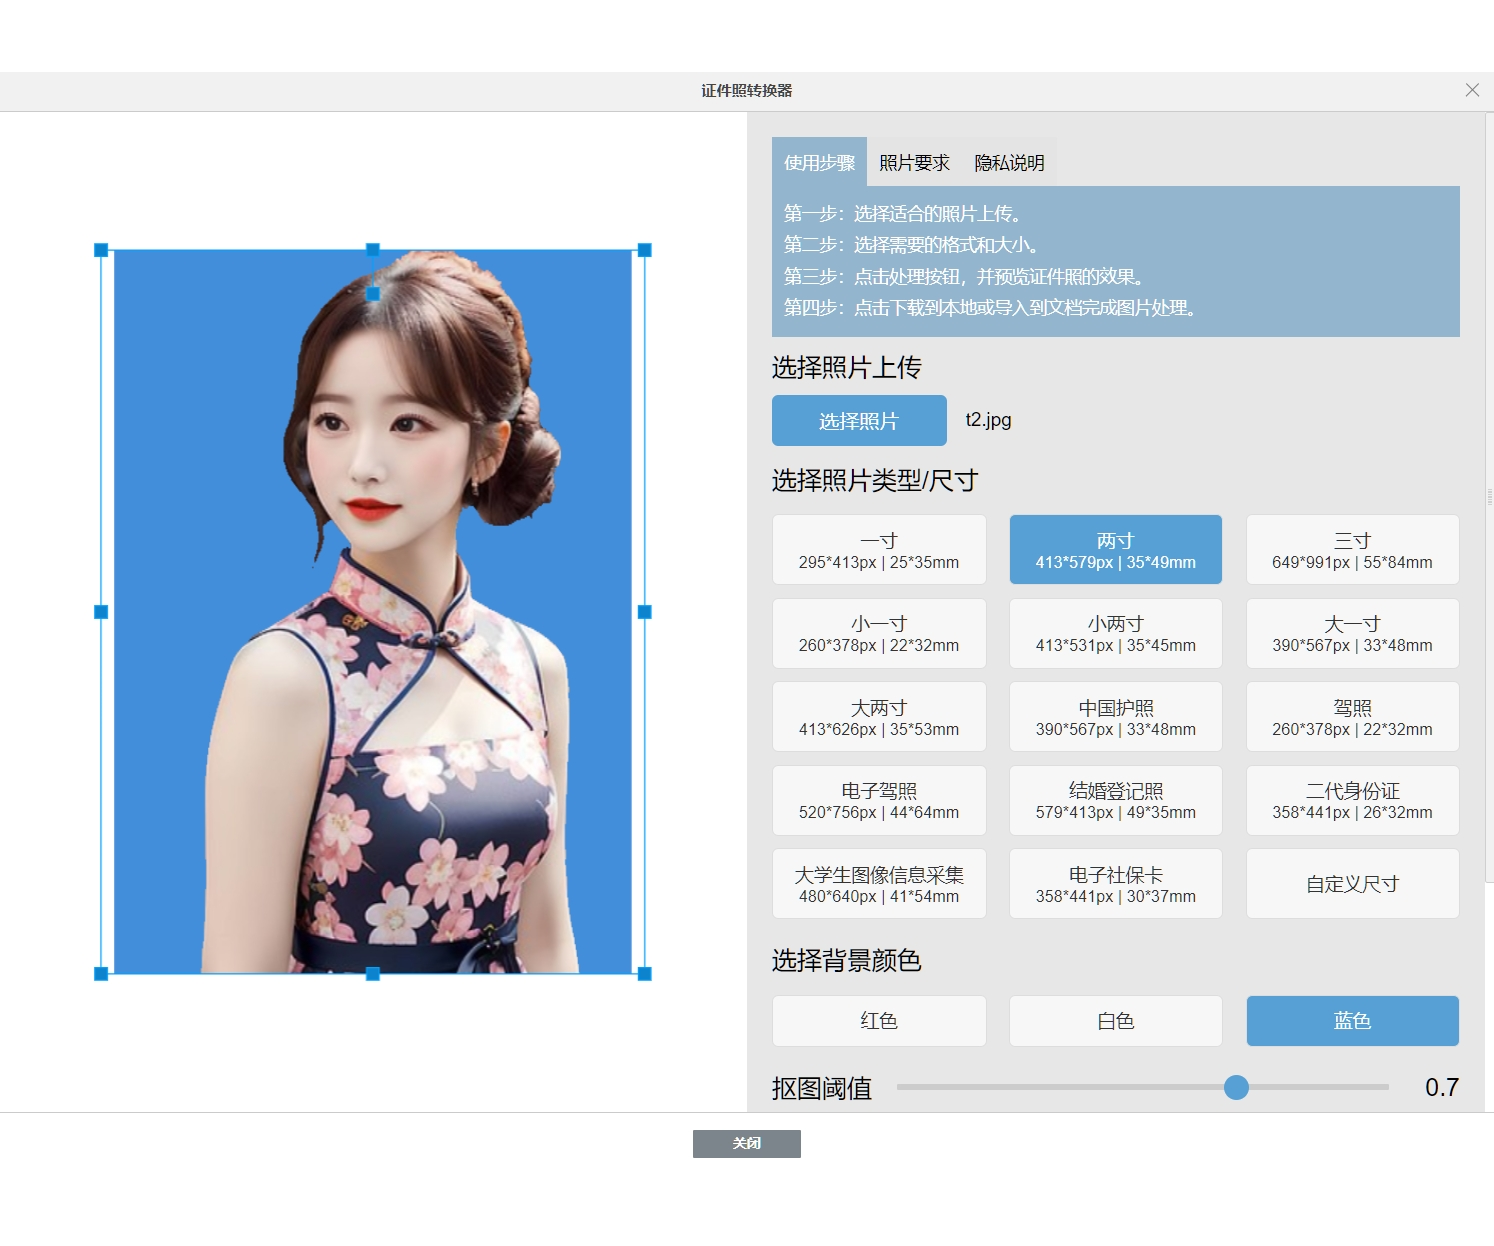 证件照转换器
使用步骤 照片要求 隐私说明
第一步：选择适合的照片上传。
第二步：选择需要的格式和大小。
第三步：点击处理按钮，并预览证件照的效果。
第四步：点击下载到本地或导入到文档完成图片处理。
选择照片上传
选择照片 t2.jpg
选择照片类型/尺寸
一寸
295*413px | 25*35mm
两寸
413*579px | 35*49mm
三寸
649*991px | 55*84mm
小一寸
260*378px | 22*32mm
小两寸
413*531px | 35*45mm
大一寸
390*567px | 33*48mm
大两寸
413*626px | 35*53mm
中国护照
390*567px | 33*48mm
驾照
260*378px | 22*32mm
电子驾照
520*756px | 44*64mm
结婚登记照
579*413px | 49*35mm
二代身份证
358*441px | 26*32mm
大学生图像信息采集
480*640px | 41*54mm
电子社保卡
358*441px | 30*37mm
自定义尺寸
选择背景颜色
红色 白色 蓝色
抠图阈值 0.7
关闭